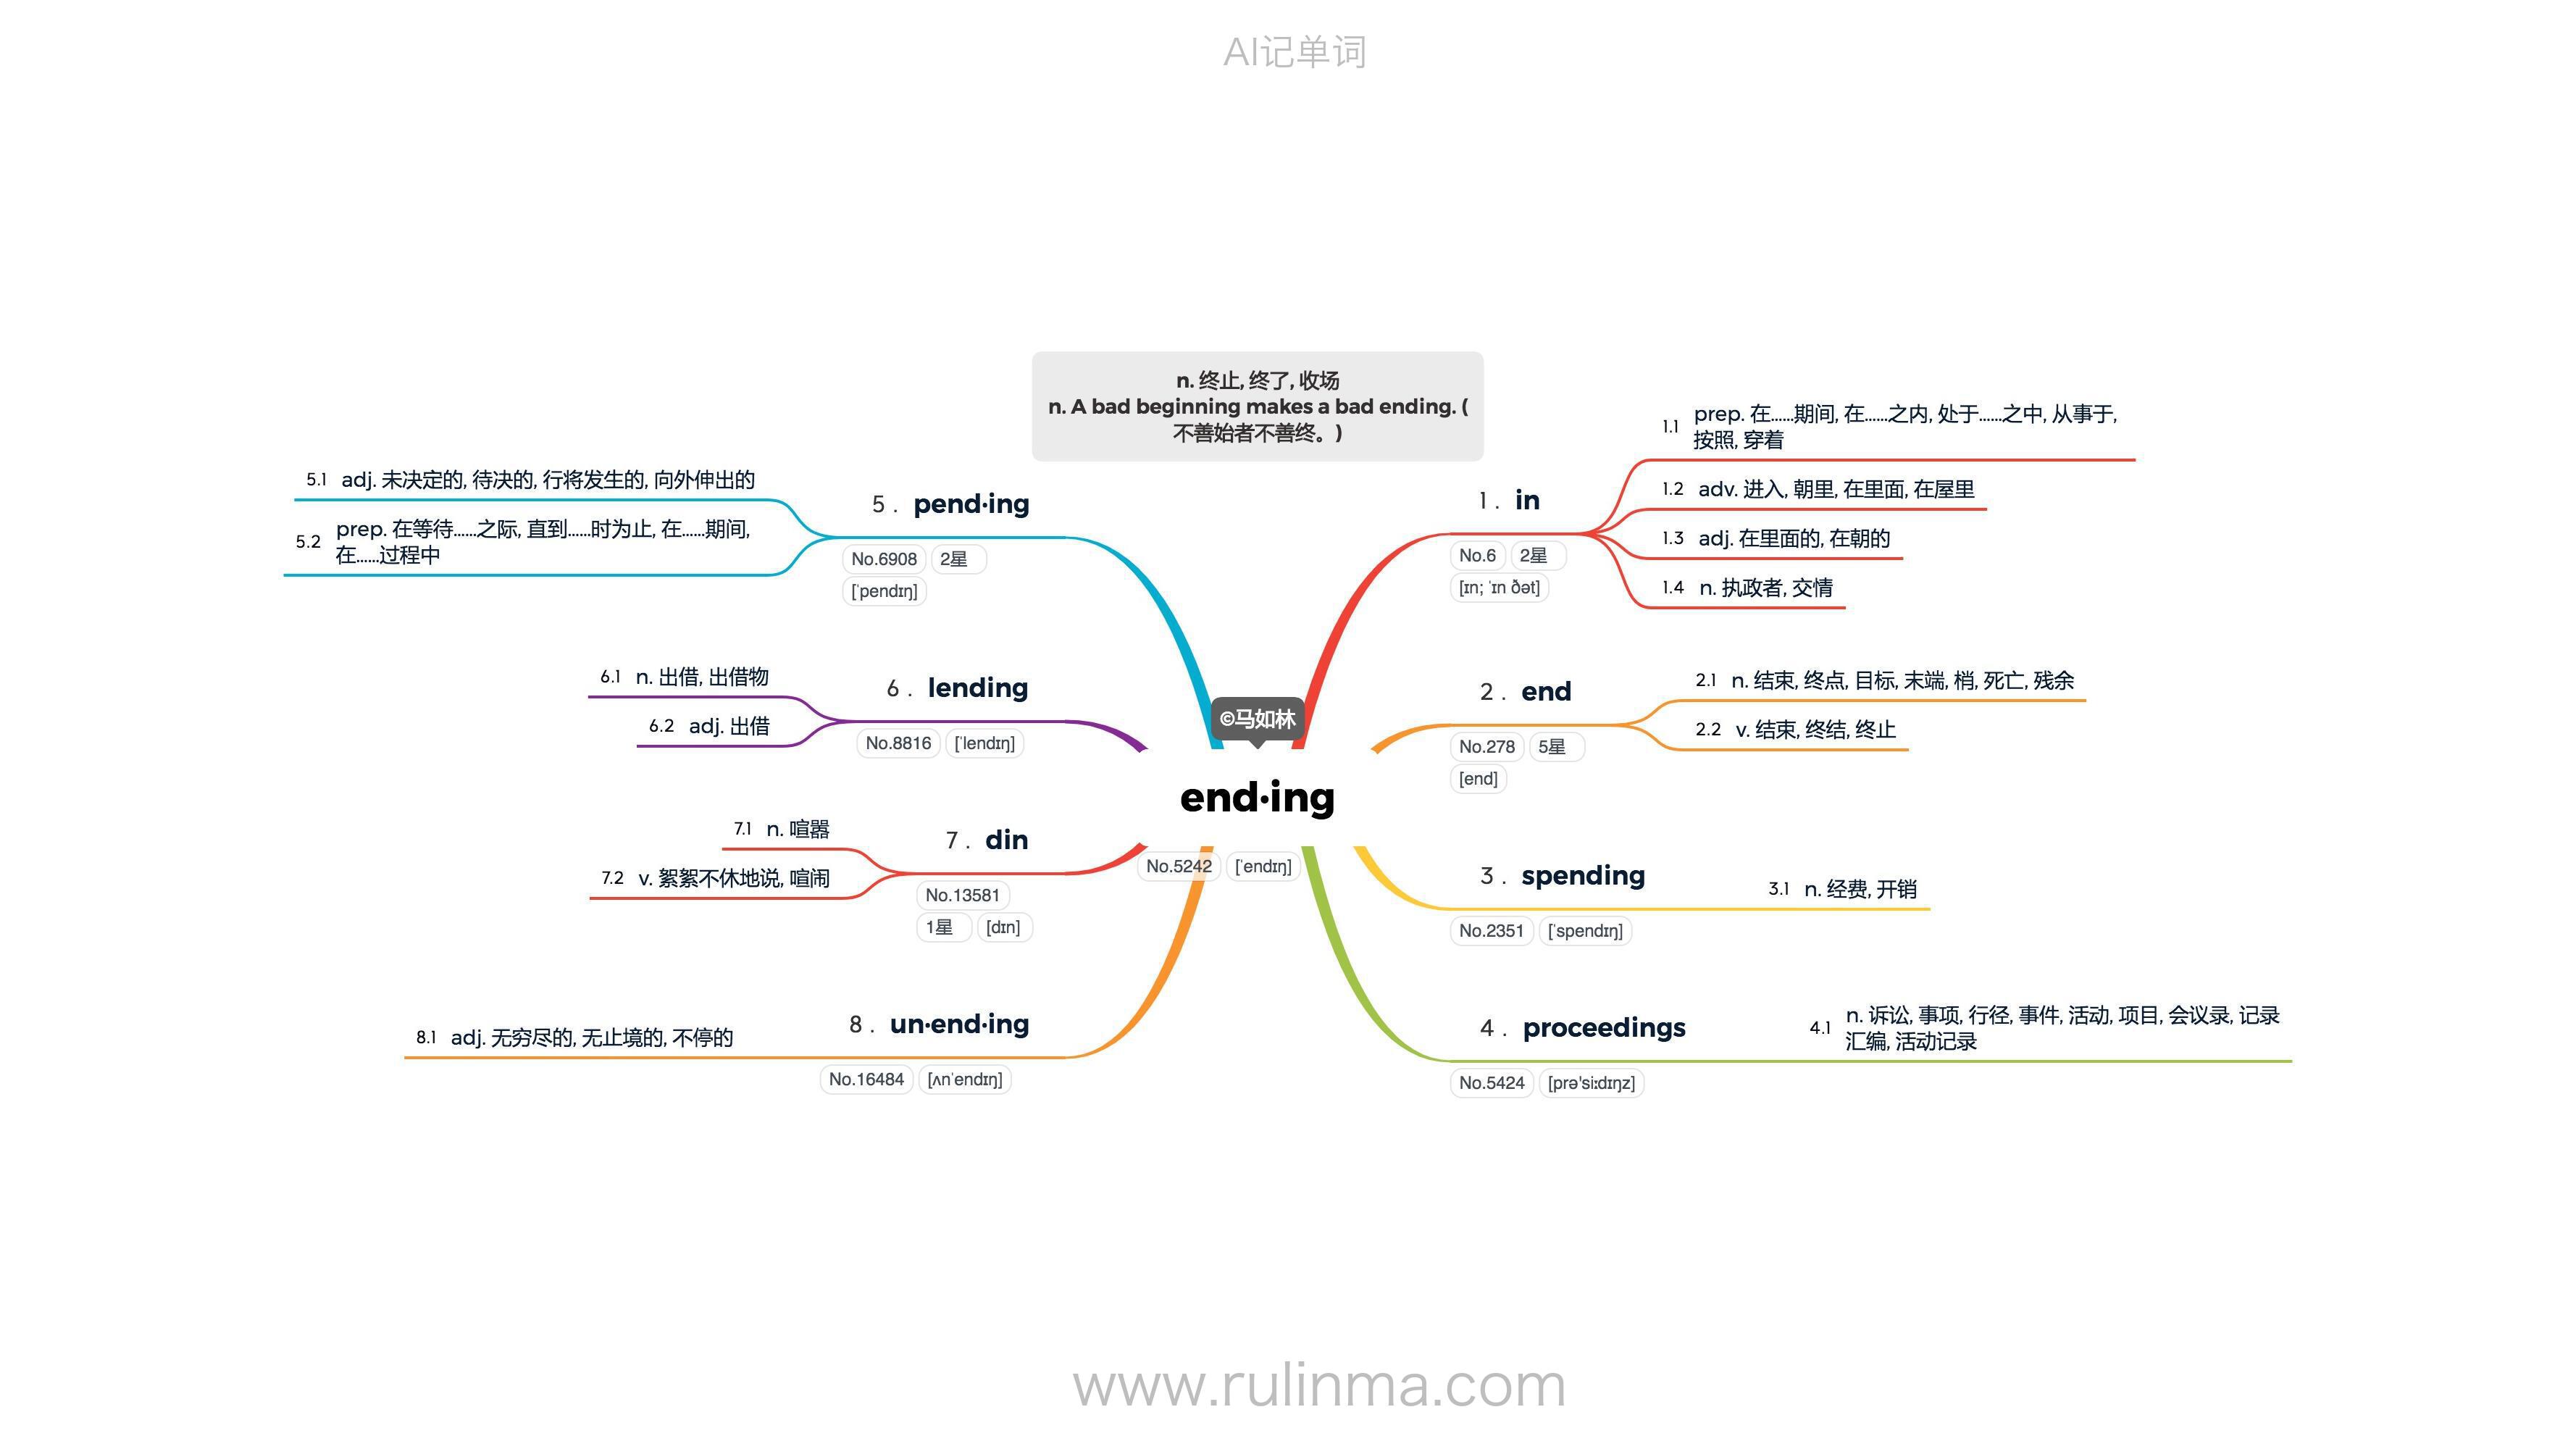 AI记单词
n. 终止, 终了, 收场
n. A bad beginning makes a bad ending. (
不善始者不善终。)
©马如林
end·ing
No.5242 [ˈendɪŋ]
1 . in
No.6 2星
[ɪn; ˈɪn ðət]
1.1 prep. 在......期间, 在......之内, 处于......之中, 从事于,
按照, 穿着
1.2 adv. 进入, 朝里, 在里面, 在屋里
1.3 adj. 在里面的, 在朝的
1.4 n. 执政者, 交情
2 . end
No.278 5星
[end]
2.1 n. 结束, 终点, 目标, 末端, 梢, 死亡, 残余
2.2 v. 结束, 终结, 终止
3 . spending
No.2351 [ˈspendɪŋ]
3.1 n. 经费, 开销
4 . proceedings
No.5424 [prə'si:dɪŋz]
4.1 n. 诉讼, 事项, 行径, 事件, 活动, 项目, 会议录, 记录
汇编, 活动记录
5 . pend·ing
No.6908 2星
[ˈpendɪŋ]
5.1 adj. 未决定的, 待决的, 行将发生的, 向外伸出的
5.2 prep. 在等待......之际, 直到......时为止, 在......期间,
在......过程中
6 . lending
No.8816 [ˈlendɪŋ]
6.1 n. 出借, 出借物
6.2 adj. 出借
7 . din
No.13581
1星 [dɪn]
7.1 n. 喧嚣
7.2 v. 絮絮不休地说, 喧闹
8 . un·end·ing
No.16484 [ʌnˈendɪŋ]
8.1 adj. 无穷尽的, 无止境的, 不停的
www.rulinma.com